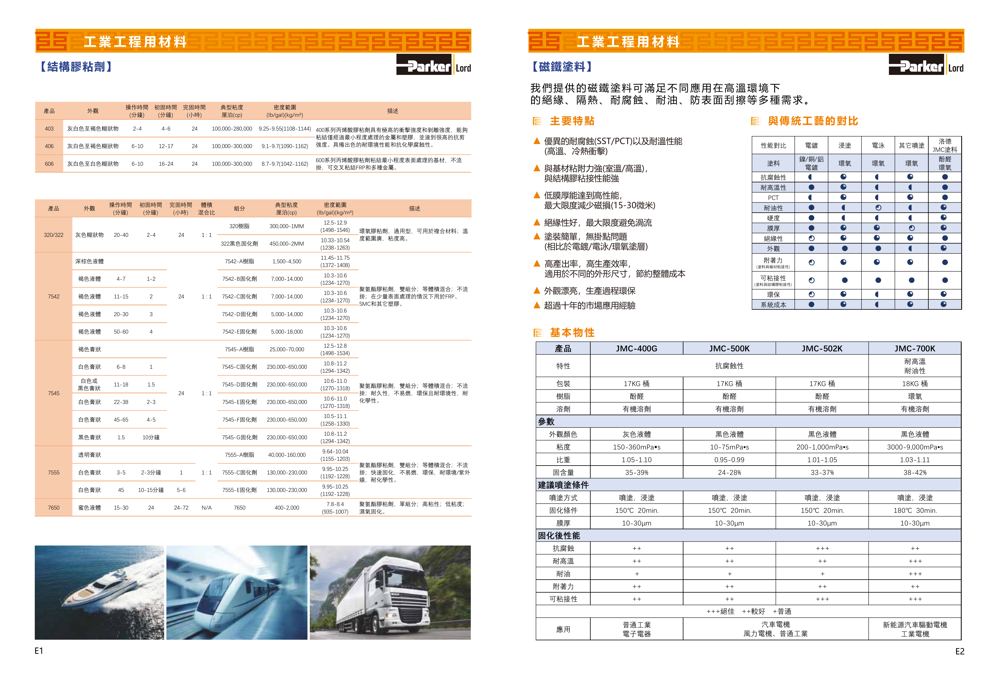 工業工程用材料
【結構膠粘劑】
Parker Lord
產品 外觀 操作時間(分鐘) 初固時間(分鐘) 完固時間(小時) 典型粘度厘泊(cp) 密度範圍(lb/gal)(kg/m³) 描述
403 灰白色至褐色糊狀物 2-4 4-6 24 100,000-280,000 9.25-9.55(1108-1144)
406 灰白色至褐色糊狀物 6-10 12-17 24 100,000-300,000 9.1-9.7(1090-1162)
400系列丙烯酸膠粘劑具有極高的衝擊強度和剝離強度，能夠
粘結僅經過最小程度處理的金屬和塑膠，並達到很高的抗剪
強度。具備出色的耐環境性能和抗化學腐蝕性。
606 灰白色至白色糊狀物 6-10 16-24 24 100,000-300,000 8.7-9.7(1042-1162)
600系列丙烯酸膠粘劑粘結最小程度表面處理的基材，不流
掛，可交叉粘結FRP和多種金屬。
產品 外觀 操作時間(分鐘) 初固時間(分鐘) 完固時間(小時) 體積混合比 組分 典型粘度厘泊(cp) 密度範圍(lb/gal)(kg/m³) 描述
320/322 灰色糊狀物 20-40 2-4 24 1 : 1
320樹脂 300,000-1MM 12.5-12.9 (1498-1546)
322黑色固化劑 450,000-2MM 10.33-10.54 (1238-1263)
環氧膠粘劑，通用型，可用於複合材料；溫
度範圍廣，粘度高。
7542 24 1 : 1
深棕色液體 7542-A樹脂 1,500-4,500 11.45-11.75 (1372-1408)
褐色液體 4-7 1-2 7542-B固化劑 7,000-14,000 10.3-10.6 (1234-1270)
褐色液體 11-15 2 7542-C固化劑 7,000-14,000 10.3-10.6 (1234-1270)
褐色液體 20-30 3 7542-D固化劑 5,000-14,000 10.3-10.6 (1234-1270)
褐色液體 50-60 4 7542-E固化劑 5,000-18,000 10.3-10.6 (1234-1270)
聚氨酯膠粘劑，雙組分；等體積混合；不流
掛；在少量表面處理的情況下用於FRP、
SMC和其它塑膠。
7545 24 1 : 1
褐色膏狀 7545-A樹脂 25,000-70,000 12.5-12.8 (1498-1534)
白色膏狀 6-8 1 7545-C固化劑 230,000-650,000 10.8-11.2 (1294-1342)
白色或黑色膏狀 11-18 1.5 7545-D固化劑 230,000-650,000 10.6-11.0 (1270-1318)
白色膏狀 22-38 2-3 7545-E固化劑 230,000-650,000 10.6-11.0 (1270-1318)
白色膏狀 45-65 4-5 7545-F固化劑 230,000-650,000 10.5-11.1 (1258-1330)
黑色膏狀 1.5 10分鐘 7545-G固化劑 230,000-650,000 10.8-11.2 (1294-1342)
聚氨酯膠粘劑，雙組分；等體積混合；不流
掛；耐久性，不易燃，環保且耐環境性，耐
化學性。
7555 1 : 1
透明膏狀 7555-A樹脂 40,000-160,000 9.64-10.04 (1155-1203)
白色膏狀 3-5 2-3分鐘 1 7555-C固化劑 130,000-230,000 9.95-10.25 (1192-1228)
白色膏狀 45 10-15分鐘 5-6 7555-E固化劑 130,000-230,000 9.95-10.25 (1192-1228)
聚氨酯膠粘劑，雙組分；等體積混合；不流
掛；快速固化，不易燃，環保，耐環境/紫外
線，耐化學性。
7650 蜜色液體 15-30 24 24-72 N/A 7650 400-2,000 7.8-8.4 (935-1007)
聚氨酯膠粘劑，單組分；高粘性；低粘度；
濕氣固化。
E1
工業工程用材料
【磁鐵塗料】
Parker Lord
我們提供的磁鐵塗料可滿足不同應用在高溫環境下
的絕緣、隔熱、耐腐蝕、耐油、防表面刮擦等多種需求。
主要特點
▲ 優異的耐腐蝕(SST/PCT)以及耐溫性能
(高溫、冷熱衝擊)
▲ 與基材粘附力強(室溫/高溫)，
與結構膠粘接性能強
▲ 低膜厚能達到高性能，
最大限度減少磁損(15-30微米)
▲ 絕緣性好，最大限度避免渦流
▲ 塗裝簡單，無掛點問題
(相比於電鍍/電泳/環氧塗層)
▲ 高產出率，高生產效率，
適用於不同的外形尺寸，節約整體成本
▲ 外觀漂亮，生產過程環保
▲ 超過十年的市場應用經驗
與傳統工藝的對比
性能對比 電鍍 浸塗 電泳 其它噴塗 洛德JMC塗料
塗料 鎳/銅/鋁電鍍 環氧 環氧 環氧 酚醛環氧
抗腐蝕性
耐高溫性
PCT
耐油性
硬度
膜厚
絕緣性
外觀
附著力
(塗料與磁材粘接性)
可粘接性
(塗料與結構膠粘接性)
環保
系統成本
基本物性
產品 JMC-400G JMC-500K JMC-502K JMC-700K
特性 抗腐蝕性 耐高溫 耐油性
包裝 17KG 桶 17KG 桶 17KG 桶 18KG 桶
樹脂 酚醛 酚醛 酚醛 環氧
溶劑 有機溶劑 有機溶劑 有機溶劑 有機溶劑
參數
外觀顏色 灰色液體 黑色液體 黑色液體 黑色液體
粘度 150-360mPa•s 10-75mPa•s 200-1,000mPa•s 3000-9,000mPa•s
比重 1.05-1.10 0.95-0.99 1.01-1.05 1.03-1.11
固含量 35-39% 24-28% 33-37% 38-42%
建議噴塗條件
噴塗方式 噴塗，浸塗 噴塗，浸塗 噴塗，浸塗 噴塗，浸塗
固化條件 150℃ 20min. 150℃ 20min. 150℃ 20min. 180℃ 30min.
膜厚 10-30μm 10-30μm 10-30μm 10-30μm
固化後性能
抗腐蝕 ++ ++ +++ ++
耐高溫 ++ ++ ++ +++
耐油 + + + +++
附著力 ++ ++ ++ ++
可粘接性 ++ ++ +++ +++
+++絕佳 ++較好 +普通
應用 普通工業 電子電器 汽車電機 風力電機、普通工業 新能源汽車驅動電機 工業電機
E2